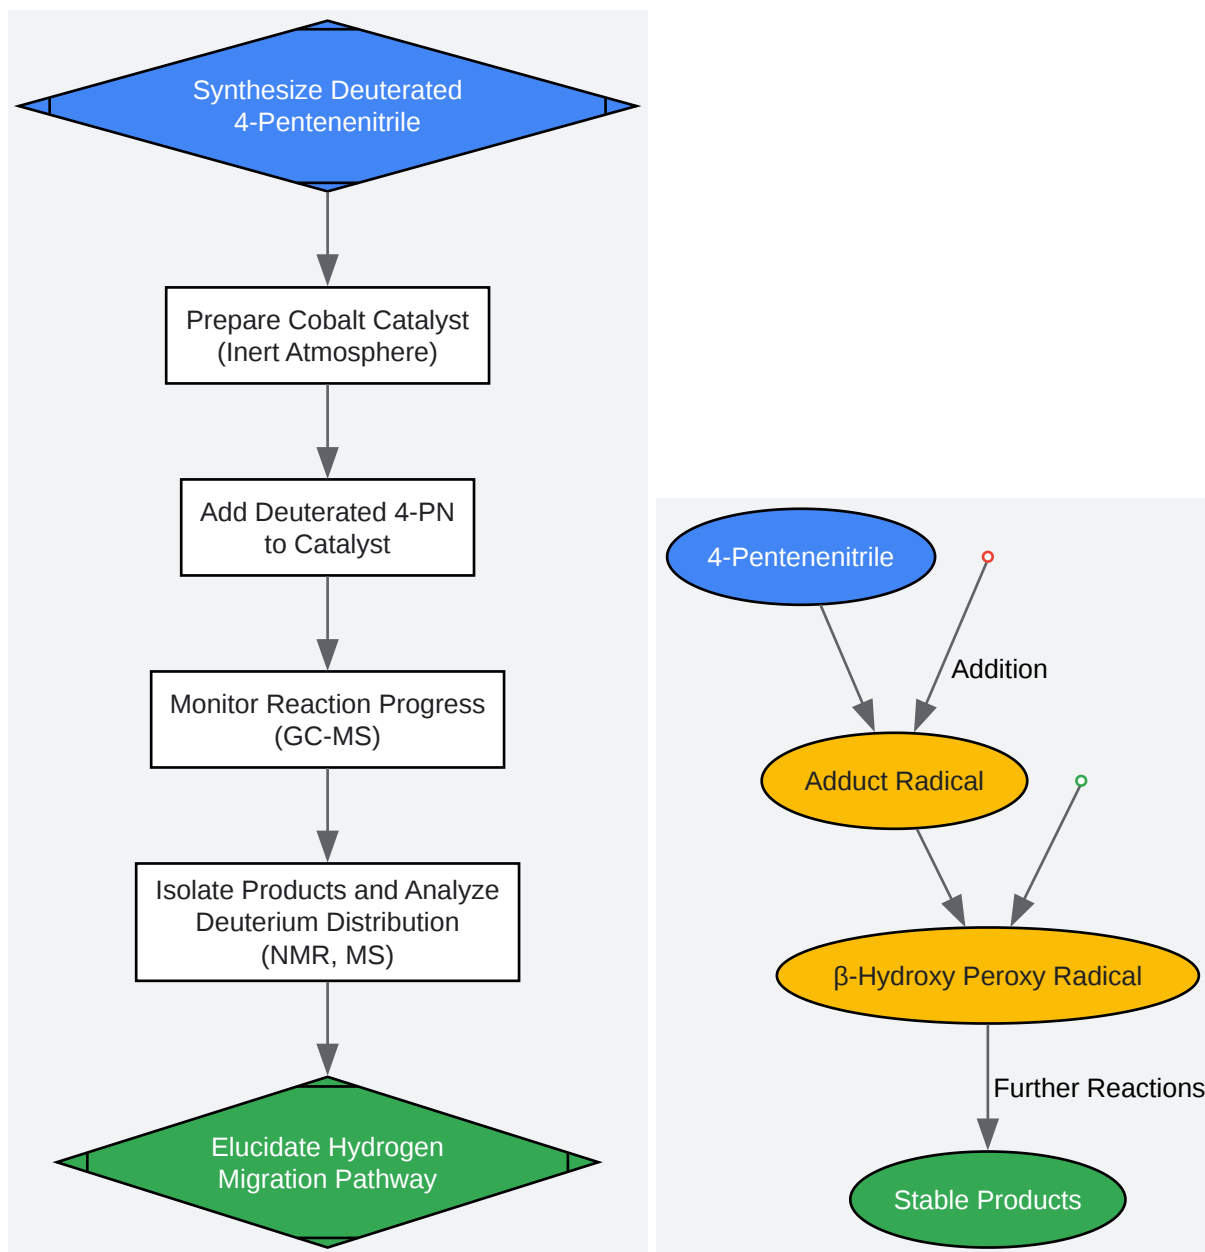 Synthesize Deuterated
4-Pentenenitrile
Prepare Cobalt Catalyst
(Inert Atmosphere)
Add Deuterated 4-PN
to Catalyst
Monitor Reaction Progress
(GC-MS)
Isolate Products and Analyze
Deuterium Distribution
(NMR, MS)
Elucidate Hydrogen
Migration Pathway
4-Pentenenitrile
Addition
Adduct Radical
β-Hydroxy Peroxy Radical
Further Reactions
Stable Products